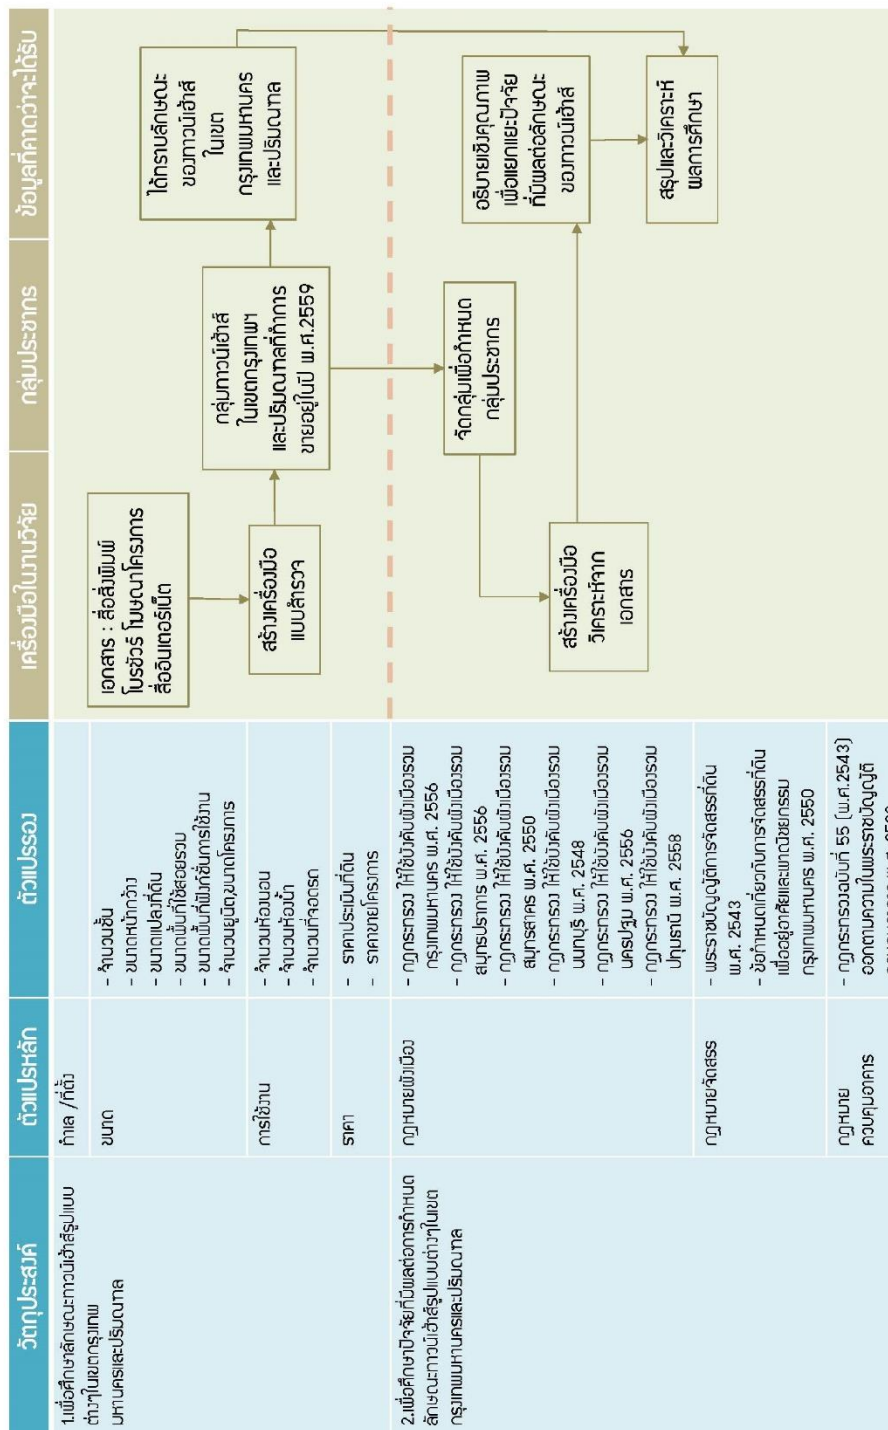 วัตถุประสงค์
ตัวแปรหลัก
ตัวแปรรอง
เครื่องมือในงานวิจัย
กลุ่มประชากร
ข้อมูลที่คาดว่าจะได้รับ
1.เพื่อศึกษาลักษณะทาวน์เฮ้าส์รูปแบบ
ต่างๆในเขตกรุงเทพ
มหานครและปริมณฑล
ทำเล /ที่ตั้ง
ขนาด
- จำนวนชั้น
- ขนาดหน้ากว้าง
- ขนาดแปลงที่ดิน
- ขนาดพื้นที่ใช้สอยรวม
- ขนาดพื้นที่ฟังก์ชั่นการใช้งาน
- จำนวนยูนิต,ขนาดโครงการ
การใช้งาน
- จำนวนห้องนอน
- จำนวนห้องน้ำ
- จำนวนที่จอดรถ
ราคา
- ราคาประเมินที่ดิน
- ราคาขายโครงการ
2.เพื่อศึกษาปัจจัยที่มีผลต่อการกำหนด
ลักษณะทาวน์เฮ้าส์รูปแบบต่างๆในเขต
กรุงเทพมหานครและปริมณฑล
กฎหมายผังเมือง
- กฎกระทรวง ให้ใช้บังคับผังเมืองรวม
กรุงเทพมหานคร พ.ศ. 2556
- กฎกระทรวง ให้ใช้บังคับผังเมืองรวม
สมุทรปราการ พ.ศ. 2556
- กฎกระทรวง ให้ใช้บังคับผังเมืองรวม
สมุทรสาคร พ.ศ. 2550
- กฎกระทรวง ให้ใช้บังคับผังเมืองรวม
นนทบุรี พ.ศ. 2548
- กฎกระทรวง ให้ใช้บังคับผังเมืองรวม
นครปฐม พ.ศ. 2556
- กฎกระทรวง ให้ใช้บังคับผังเมืองรวม
ปทุมธานี พ.ศ. 2558
กฎหมายจัดสรร
- พระราชบัญญัติการจัดสรรที่ดิน
พ.ศ. 2543
- ข้อกำหนดเกี่ยวกับการจัดสรรที่ดิน
เพื่ออยู่อาศัยและพาณิชยกรรม
กรุงเทพมหานคร พ.ศ. 2550
กฎหมาย
ควบคุมอาคาร
- กฎกระทรวงฉบับที่ 55 (พ.ศ.2543)
ออกตามความในพระราชบัญญัติ
เอกสาร : สื่อสิ่งพิมพ์
โบรชัวร์ โฆษณาโครงการ
สื่ออินเตอร์เน็ต
สร้างเครื่องมือ
แบบสำรวจ
กลุ่มทาวน์เฮ้าส์
ในเขตกรุงเทพฯ
และปริมณฑลที่ทำการ
ขายอยู่ในปี พ.ศ.2559
ได้ทราบลักษณะ
ของทาวน์เฮ้าส์
ในเขต
กรุงเทพมหานคร
และปริมณฑล
จัดกลุ่มเพื่อกำหนด
กลุ่มประชากร
สร้างเครื่องมือ
วิเคราะห์จาก
เอกสาร
อธิบายเชิงคุณภาพ
เพื่อแยกแยะปัจจัย
ที่มีผลต่อลักษณะ
ของทาวน์เฮ้าส์
สรุปและวิเคราะห์
ผลการศึกษา